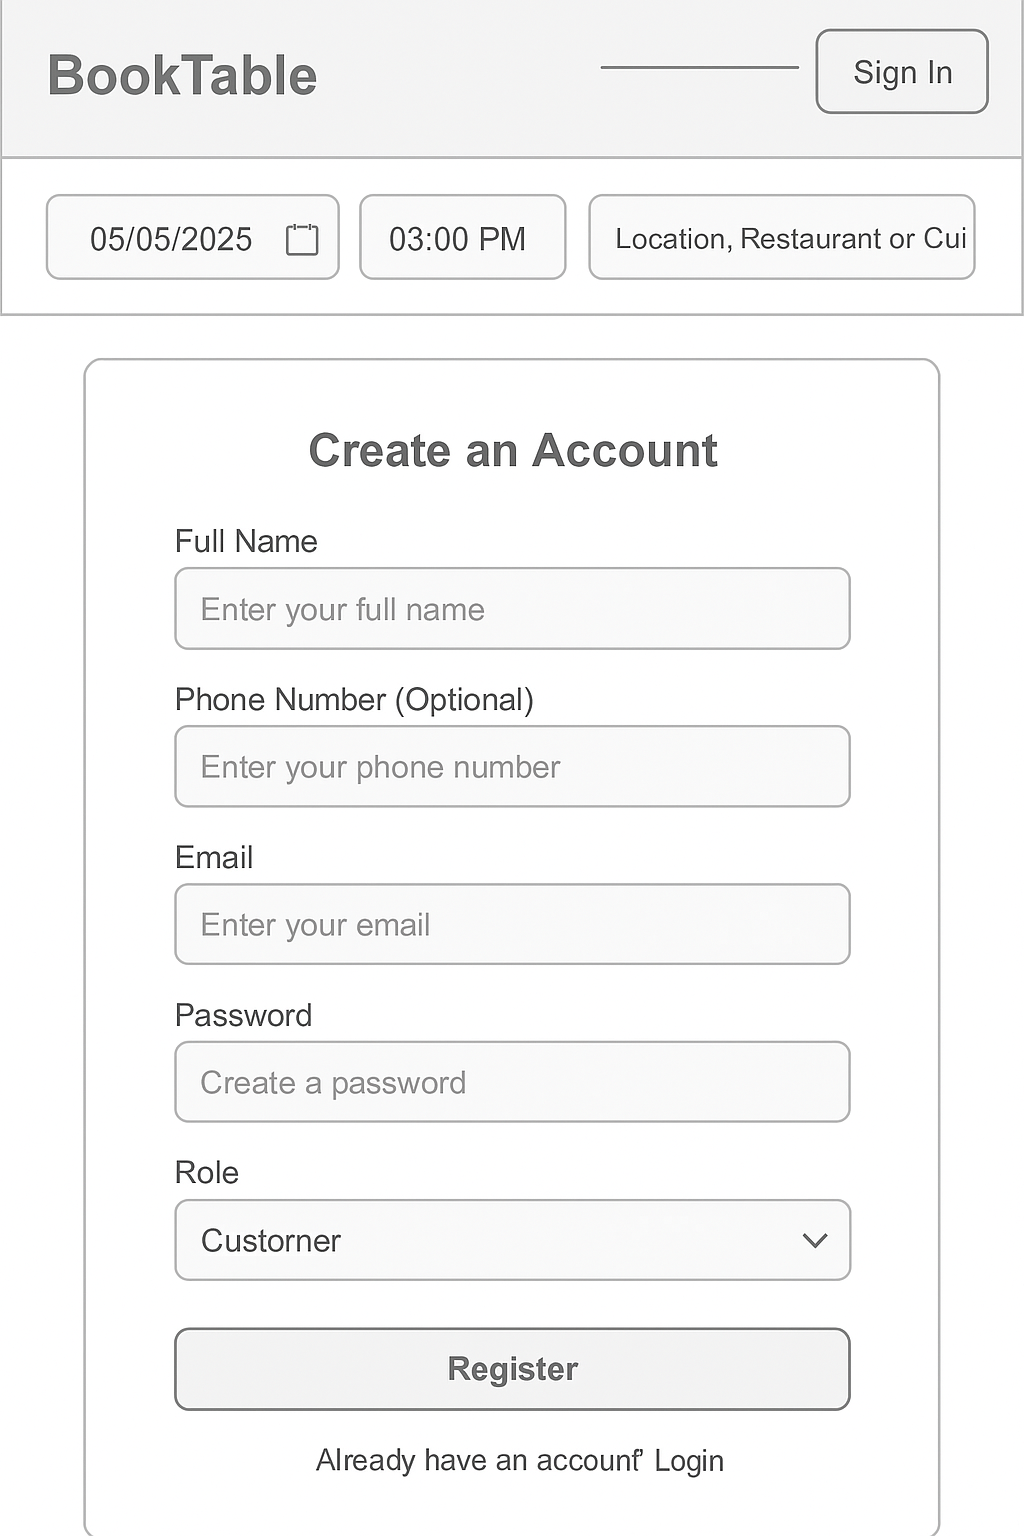 BookTable
Sign In
05/05/2025
03:00 PM
Location, Restaurant or Cui
Create an Account
Full Name
Enter your full name
Phone Number (Optional)
Enter your phone number
Email
Enter your email
Password
Create a password
Role
Custorner
Register
Already have an account’ Login